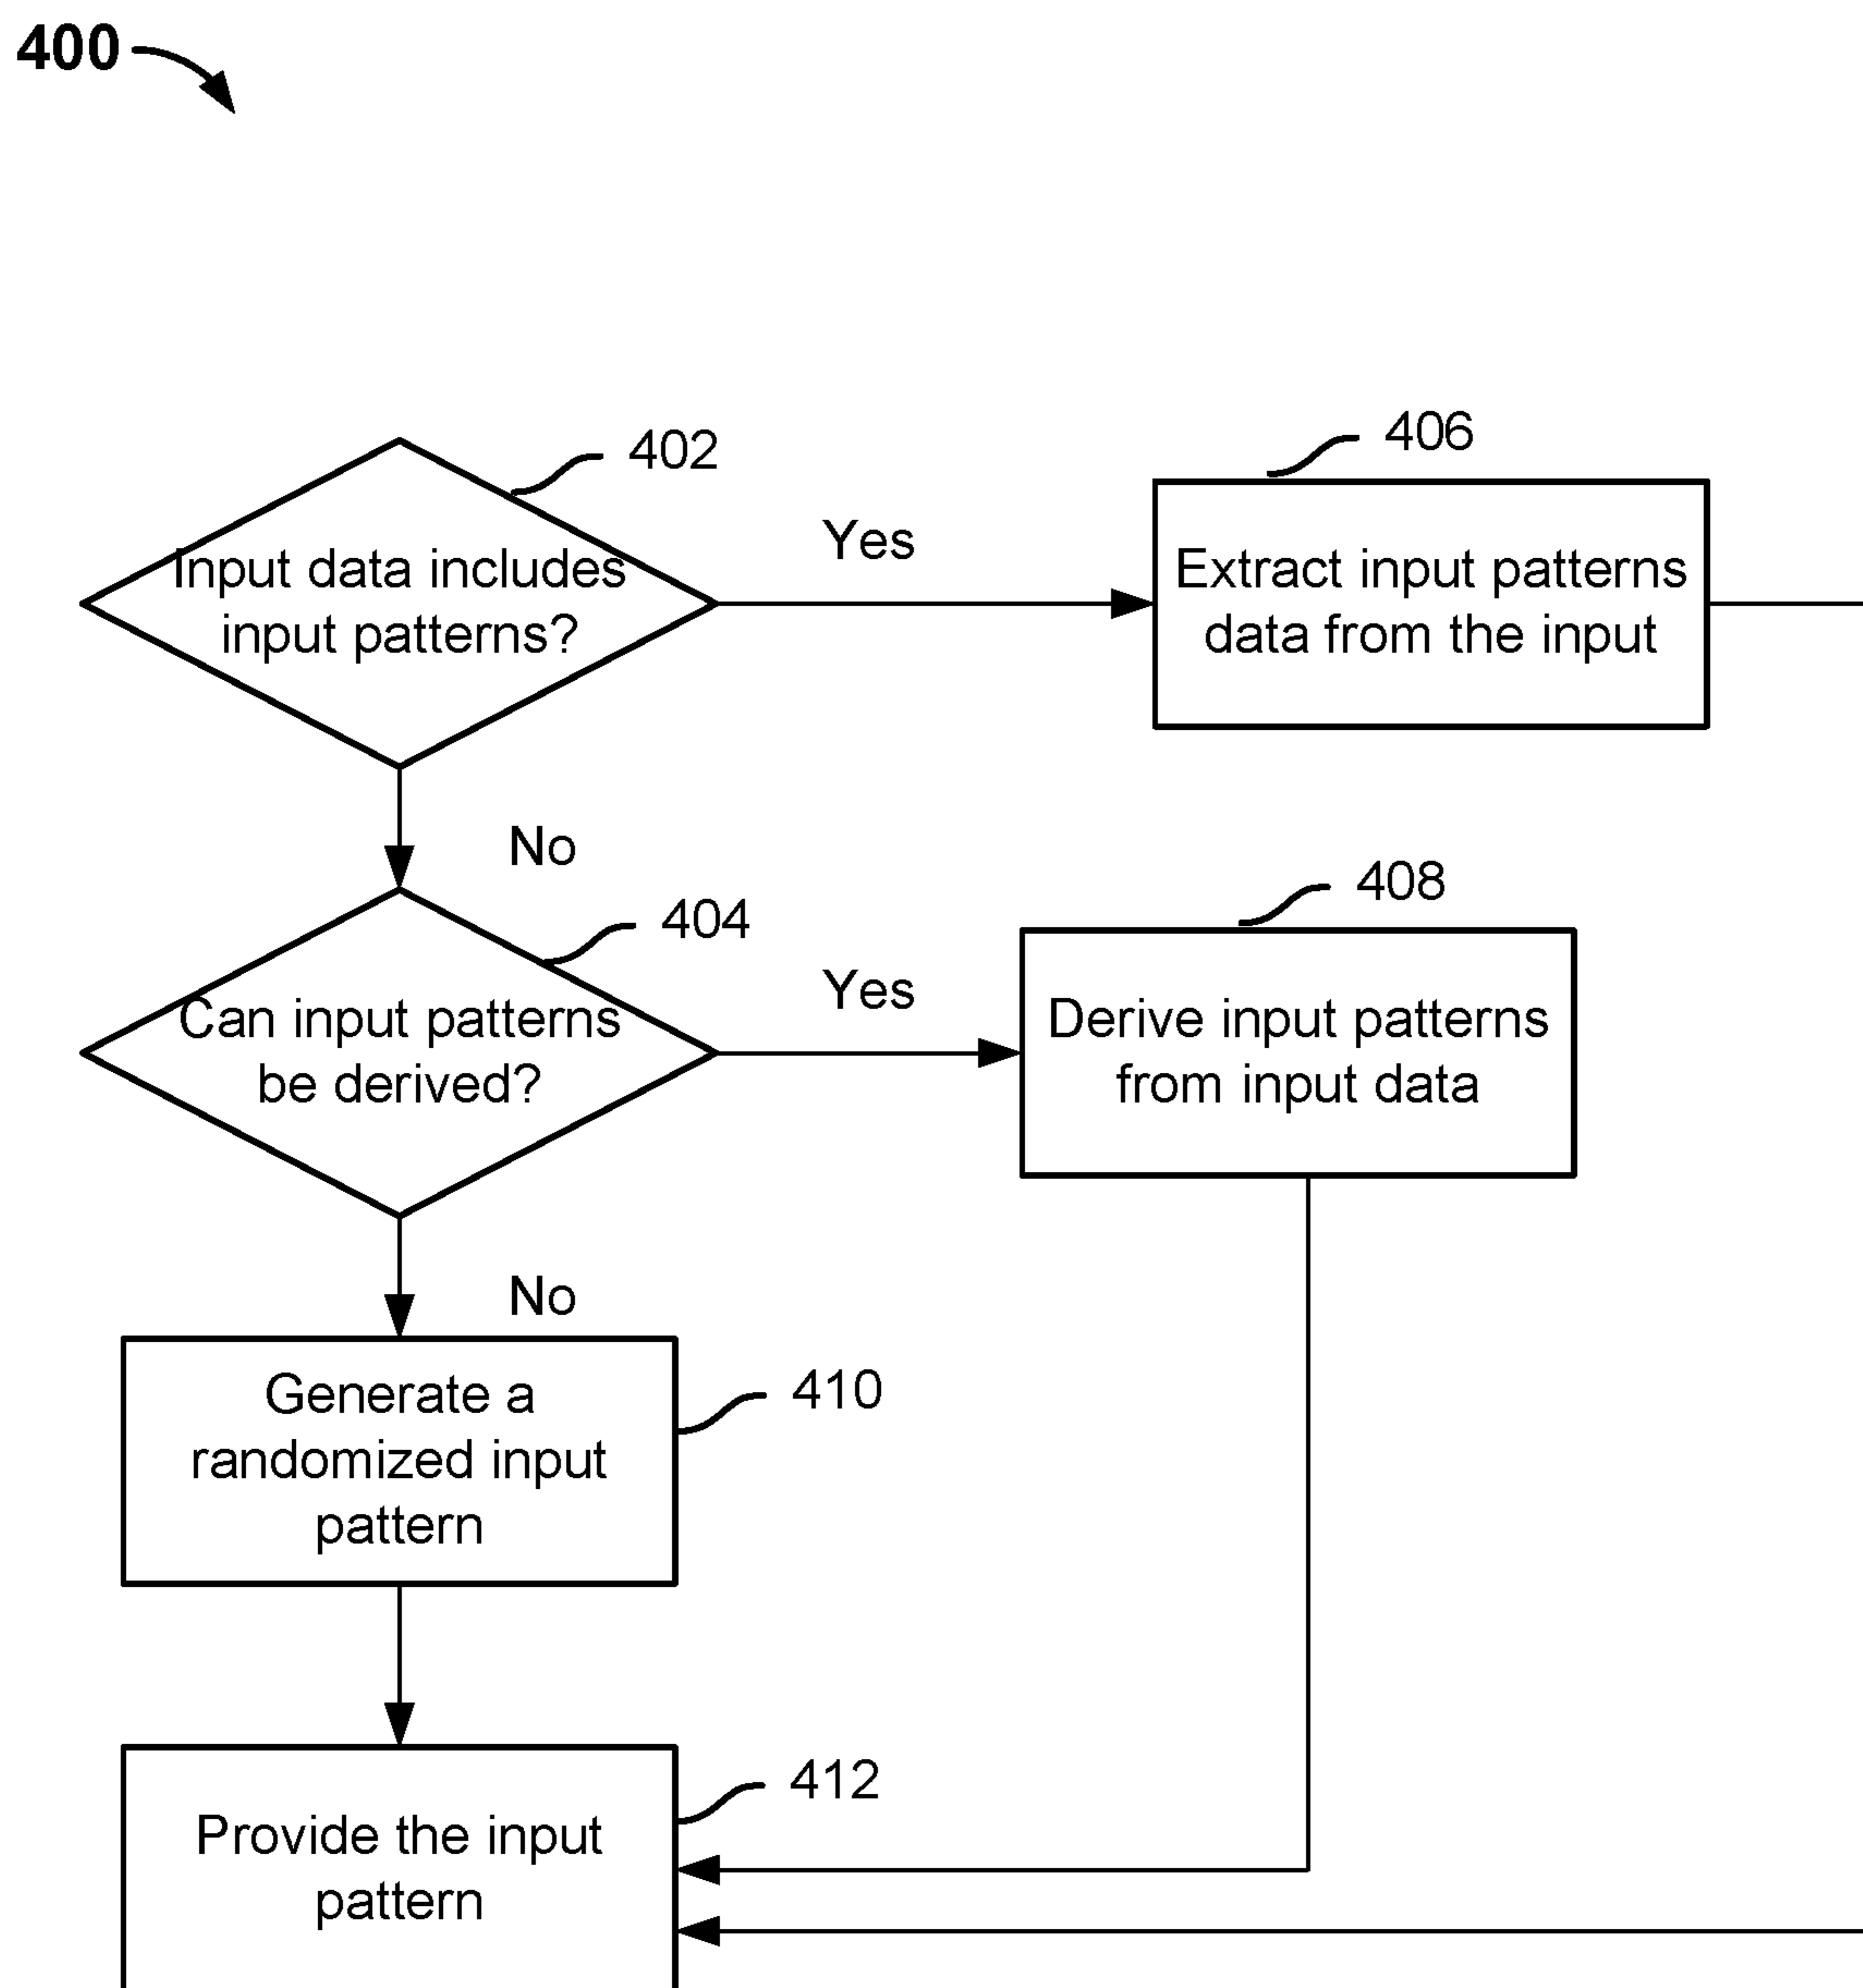 400
402
Input data includes
input patterns?
Yes
406
Extract input patterns
data from the input
No
404
Can input patterns
be derived?
Yes
408
Derive input patterns
from input data
No
Generate a
randomized input
pattern
410
412
Provide the input
pattern